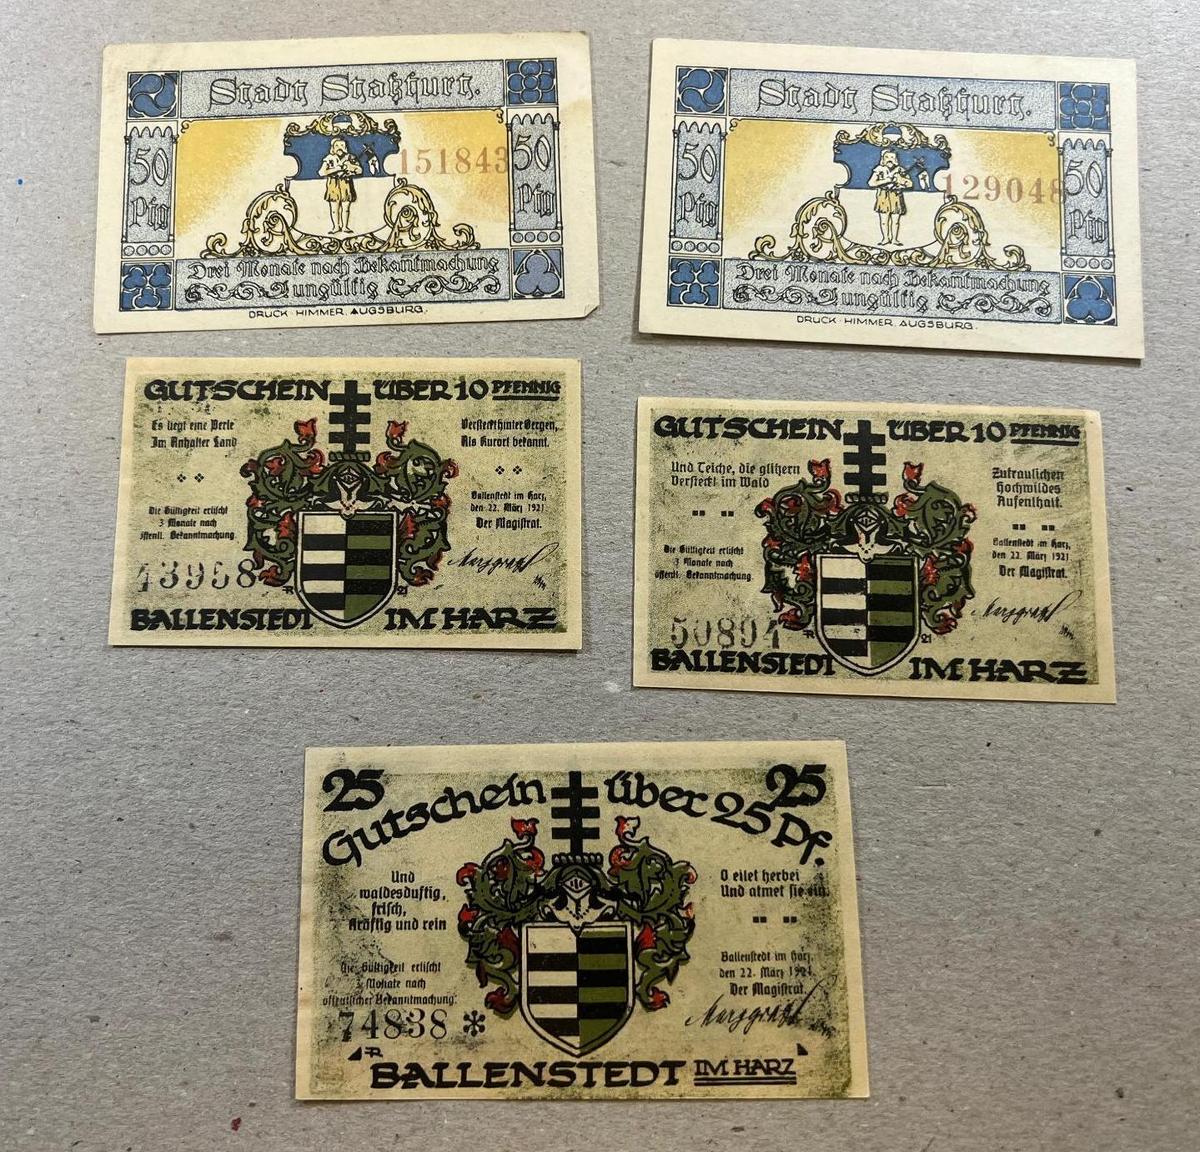 Stadt Staßfurt.
50
Pfg
151843
50
Pfg
Drei Monate nach Bekantmachung
ungültig
DRUCK HIMMER. AUGSBURG.
Stadt Staßfurt.
50
Pfg
129048
50
Pfg
Drei Monate nach Bekantmachung
ungültig
DRUCK HIMMER. AUGSBURG.
GUTSCHEIN ÜBER 10 PFENNIG
Es liegt eine Perle
Im Anhalter Land
Versteckt hinter Bergen,
Als Kurort bekannt.
Die Gültigkeit erlischt
3 Monate nach
öffentl. Bekanntmachung.
Ballenstedt im Harz,
den 22. März 1921
Der Magistrat.
43958
R 21
BALLENSTEDT IM HARZ
GUTSCHEIN ÜBER 10 PFENNIG
Und Teiche, die glitzern
Versteckt im Wald
Zutraulichen
Hochwildes
Aufenthalt.
Die Gültigkeit erlischt
3 Monate nach
öffentl. Bekanntmachung.
Ballenstedt im Harz,
den 22. März 1921
Der Magistrat.
50894
R 21
BALLENSTEDT IM HARZ
25 25
Gutschein über 25 Pf.
Und
waldesduftig,
frisch,
Kräftig und rein
O eilet herbei
Und atmet sie ein.
Die Gültigkeit erlischt
3 Monate nach
öffentlicher Bekanntmachung.
Ballenstedt im Harz,
den 22. März 1921
Der Magistrat.
74838 *
R
BALLENSTEDT IM HARZ